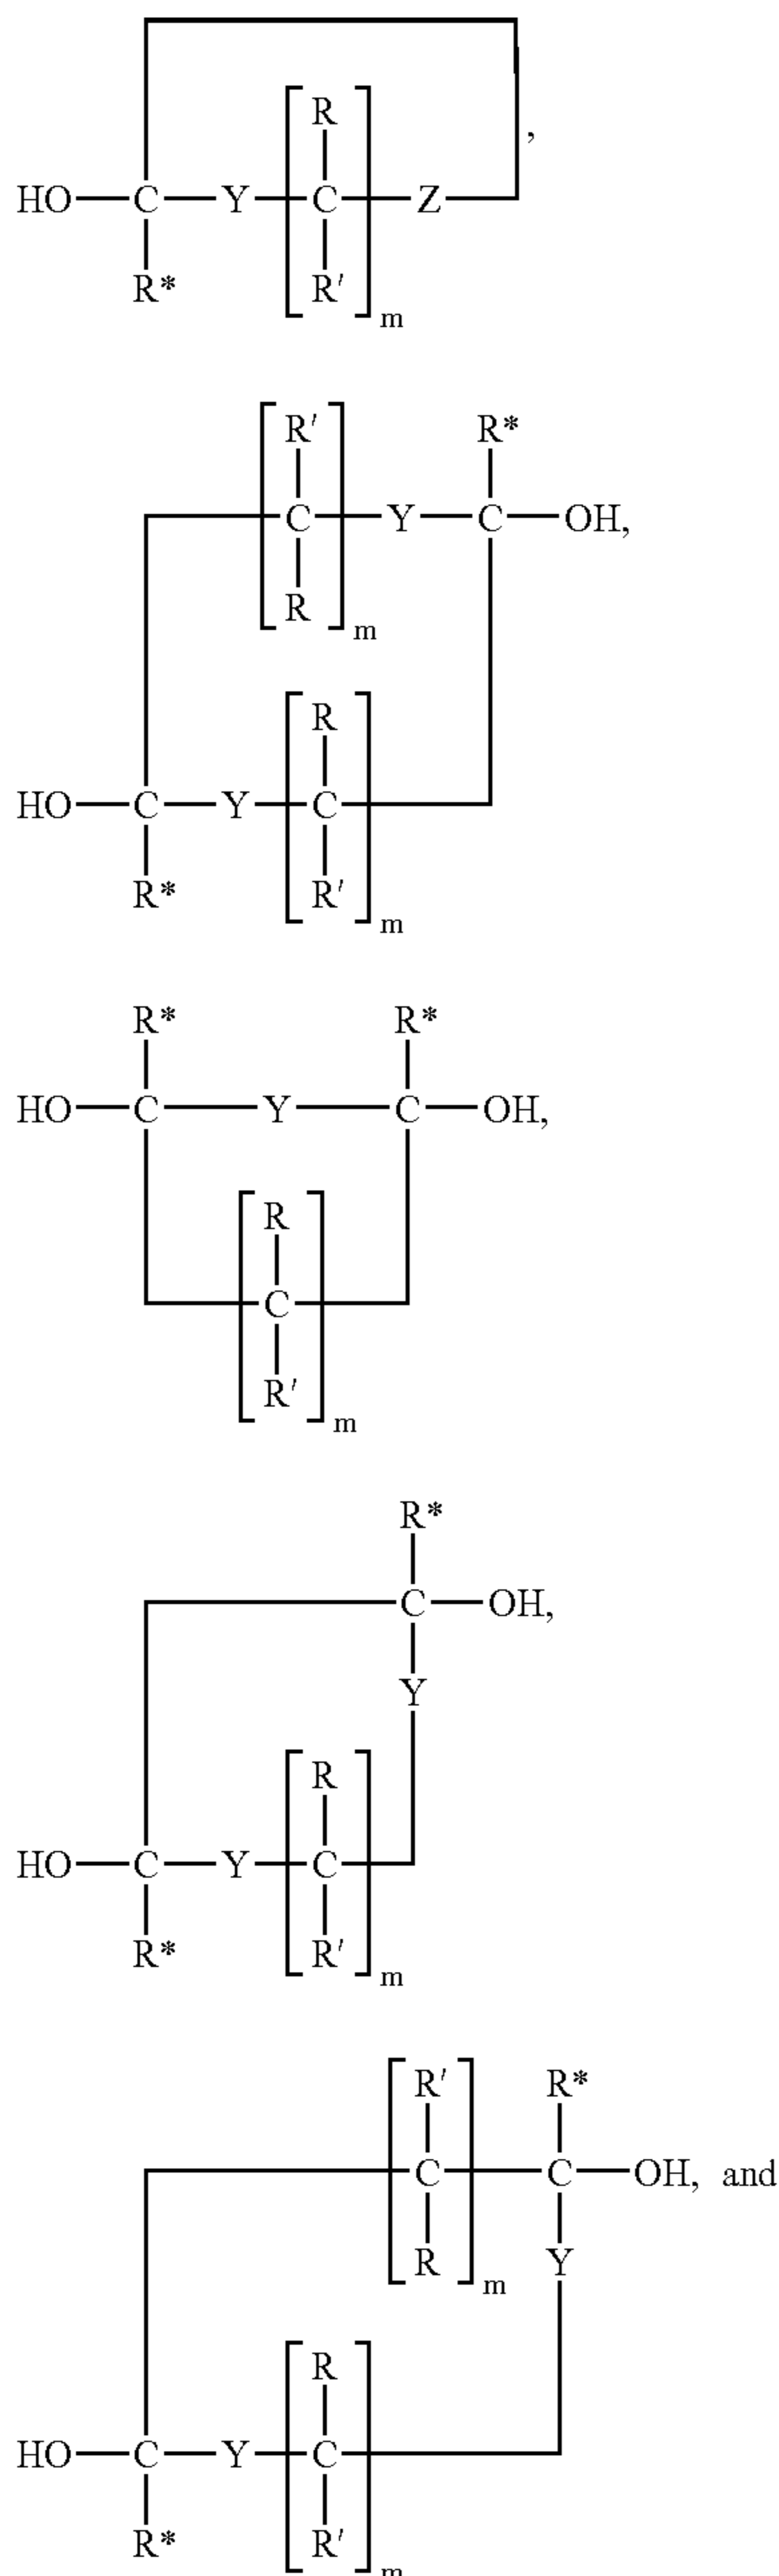 R
HO C Y C Z ,
R* R'
m
R' R*
C Y C OH,
R
m
R
HO C Y C
R* R'
m
R* R*
HO C Y C OH,
R
C
R'
m
R*
C OH,
Y
R
HO C Y C
R* R'
m
R' R*
C C OH, and
R Y
m
R
HO C Y C
R* R'
m